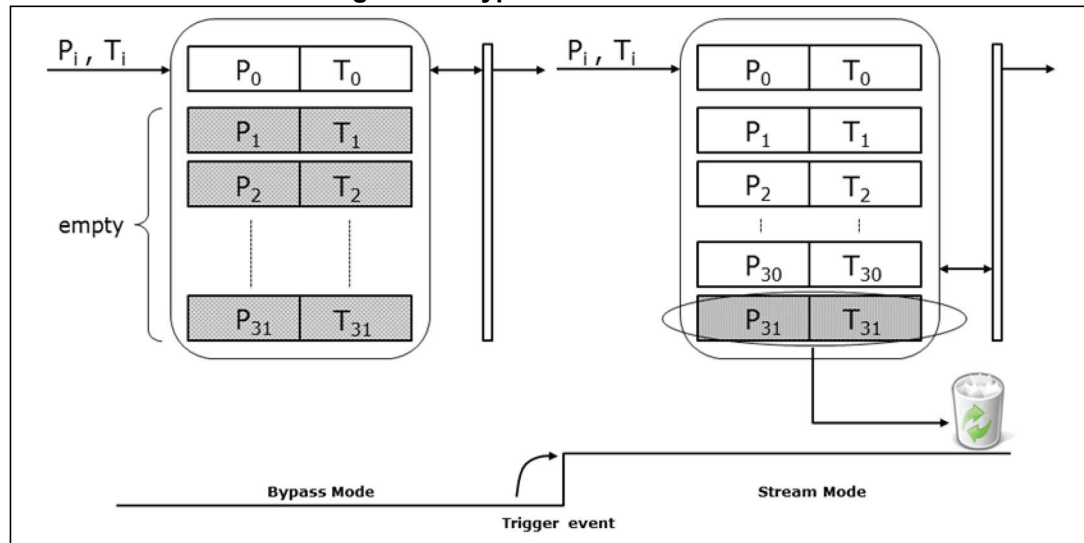 P_i , T_i
P_0 T_0
P_1 T_1
P_2 T_2
empty
P_31 T_31
P_i , T_i
P_0 T_0
P_1 T_1
P_2 T_2
P_30 T_30
P_31 T_31
Bypass Mode
Trigger event
Stream Mode